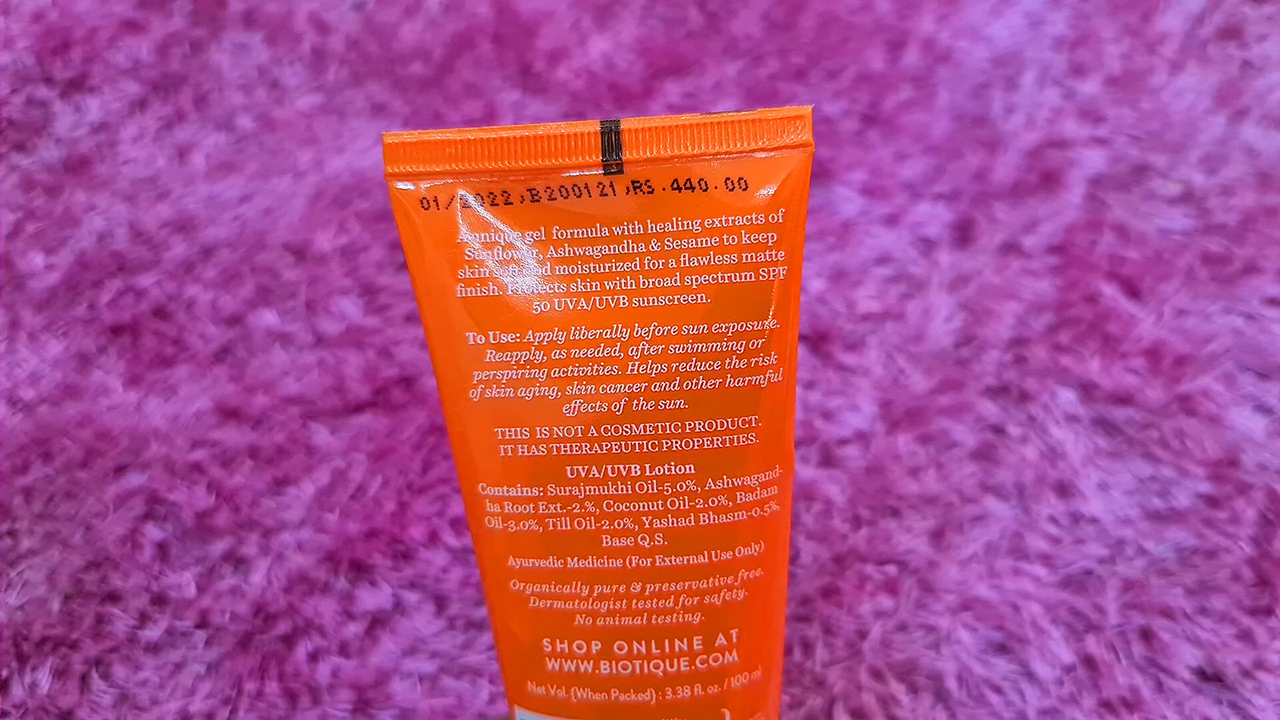 01/2022,B200121,RS.440.00
A unique gel formula with healing extracts of
Sunflower, Ashwagandha & Sesame to keep
skin soft and moisturized for a flawless matte
finish. Protects skin with broad spectrum SPF
50 UVA/UVB sunscreen.
To Use: Apply liberally before sun exposure.
Reapply, as needed, after swimming or
perspiring activities. Helps reduce the risk
of skin aging, skin cancer and other harmful
effects of the sun.
THIS IS NOT A COSMETIC PRODUCT.
IT HAS THERAPEUTIC PROPERTIES.
UVA/UVB Lotion
Contains: Surajmukhi Oil-5.0%, Ashwagand-
ha Root Ext.-2.%, Coconut Oil-2.0%, Badam
Oil-3.0%, Till Oil-2.0%, Yashad Bhasm-0.5%,
Base Q.S.
Ayurvedic Medicine (For External Use Only)
Organically pure & preservative free.
Dermatologist tested for safety.
No animal testing.
SHOP ONLINE AT
WWW.BIOTIQUE.COM
Net Vol. {When Packed} : 3.38 fl. oz. / 100 ml